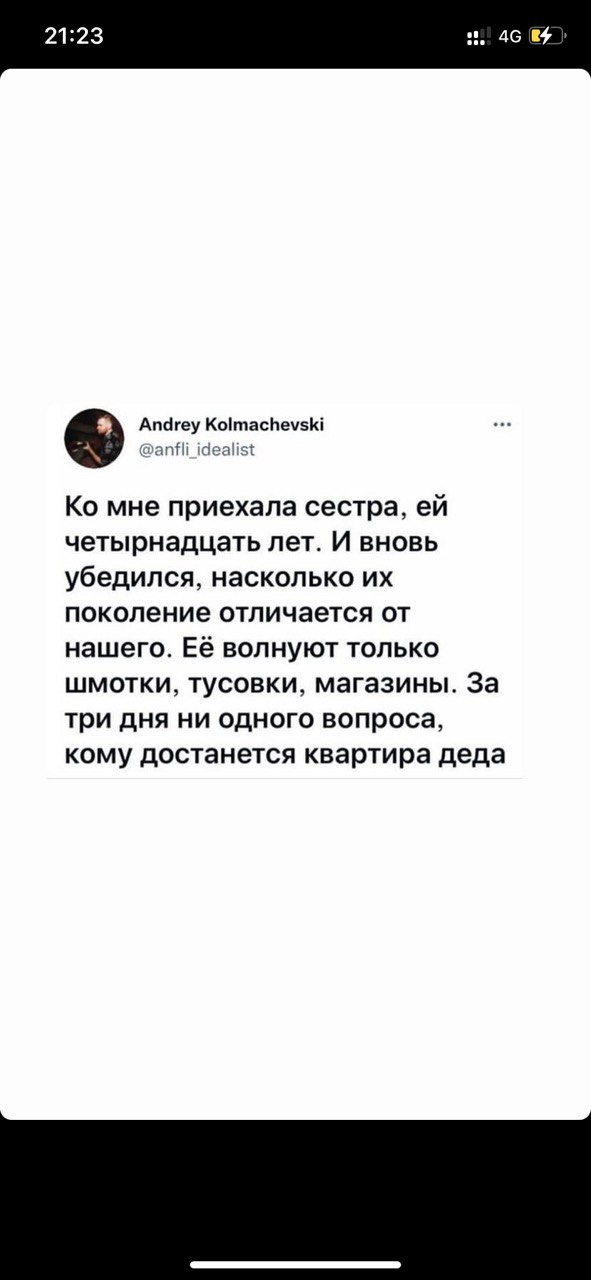 21:23
4G
Andrey Kolmachevski
@anfli_idealist
Ко мне приехала сестра, ей
четырнадцать лет. И вновь
убедился, насколько их
поколение отличается от
нашего. Её волнуют только
шмотки, тусовки, магазины. За
три дня ни одного вопроса,
кому достанется квартира деда